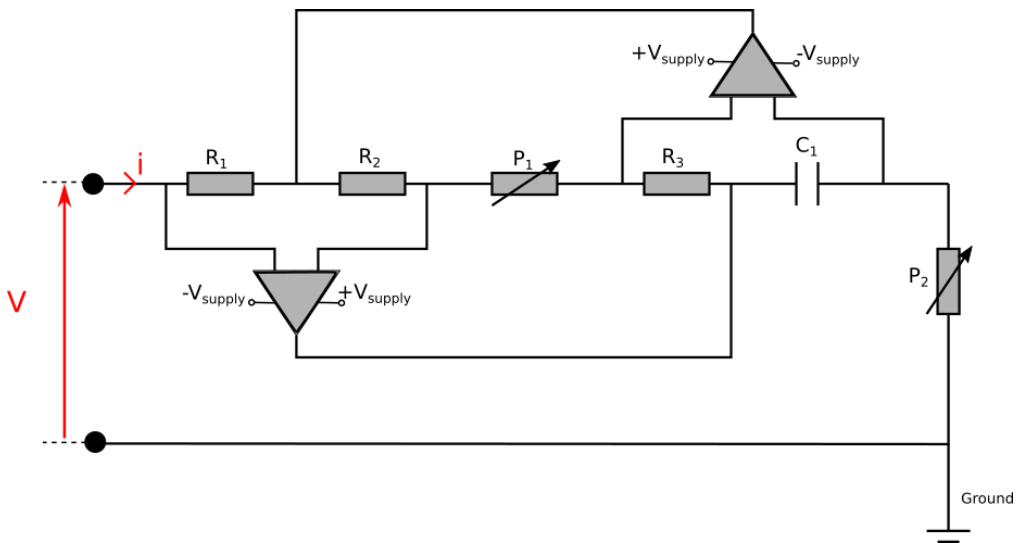 +Vsupply
-Vsupply
i
R1
R2
P1
R3
C1
-Vsupply
+Vsupply
P2
V
Ground